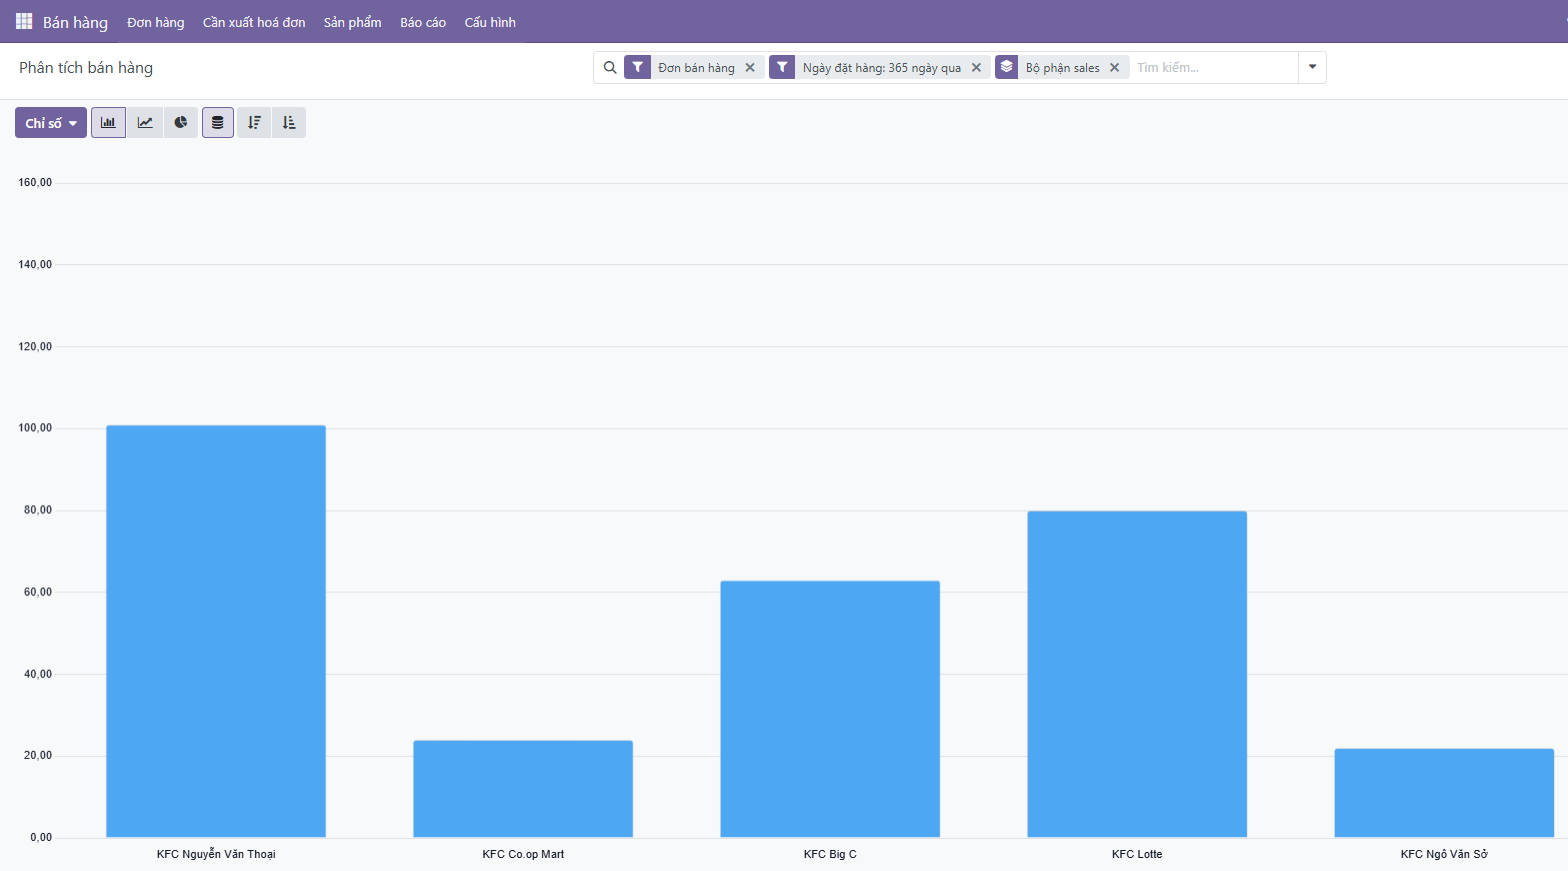 Bán hàng Đơn hàng Cần xuất hoá đơn Sản phẩm Báo cáo Cấu hình
Phân tích bán hàng
Đơn bán hàng Ngày đặt hàng: 365 ngày qua Bộ phận sales Tìm kiếm...
Chỉ số
160,00
140,00
120,00
100,00
80,00
60,00
40,00
20,00
0,00
KFC Nguyễn Văn Thoại KFC Co.op Mart KFC Big C KFC Lotte KFC Ngô Văn Sở